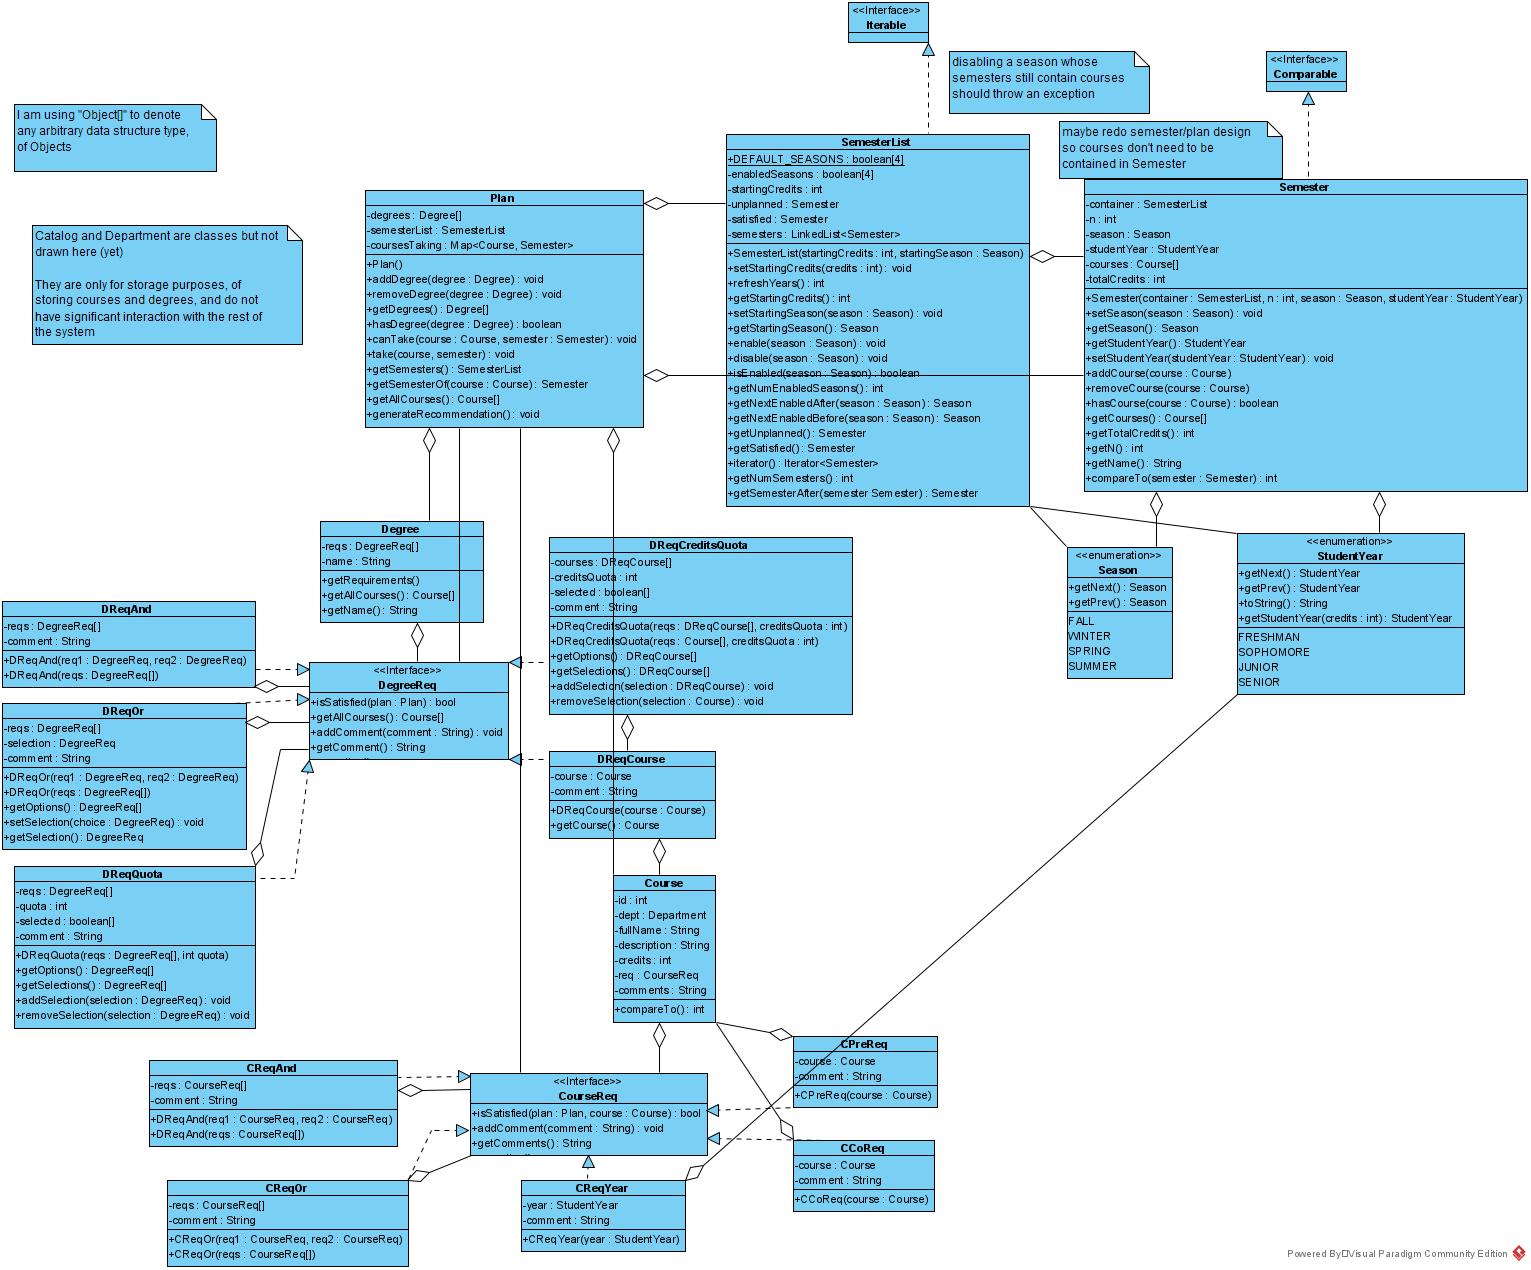 <<Interface>>
Iterable
disabling a season whose
semesters still contain courses
should throw an exception
<<Interface>>
Comparable
I am using "Object[]" to denote
any arbitrary data structure type,
of Objects
maybe redo semester/plan design
so courses don't need to be
contained in Semester
Catalog and Department are classes but not
drawn here (yet)
They are only for storage purposes, of
storing courses and degrees, and do not
have significant interaction with the rest of
the system
Plan
-degrees : Degree[]
-semesterList : SemesterList
-coursesTaking : Map<Course, Semester>
+Plan()
+addDegree(degree : Degree) : void
+removeDegree(degree : Degree) : void
+getDegrees() : Degree[]
+hasDegree(degree : Degree) : boolean
+canTake(course : Course, semester : Semester) : void
+take(course, semester) : void
+getSemesters() : SemesterList
+getSemesterOf(course : Course) : Semester
+getAllCourses() : Course[]
+generateRecommendation() : void
SemesterList
+DEFAULT_SEASONS : boolean[4]
-enabledSeasons : boolean[4]
-startingCredits : int
-unplanned : Semester
-satisfied : Semester
-semesters : LinkedList<Semester>
+SemesterList(startingCredits : int, startingSeason : Season)
+setStartingCredits(credits : int) : void
+refreshYears() : int
+getStartingCredits() : int
+setStartingSeason(season : Season) : void
+getStartingSeason() : Season
+enable(season : Season) : void
+disable(season : Season) : void
+isEnabled(season : Season) : boolean
+getNumEnabledSeasons() : int
+getNextEnabledAfter(season : Season) : Season
+getNextEnabledBefore(season : Season) : Season
+getUnplanned() : Semester
+getSatisfied() : Semester
+iterator() : Iterator<Semester>
+getNumSemesters() : int
+getSemesterAfter(semester Semester) : Semester
Semester
-container : SemesterList
-n : int
-season : Season
-studentYear : StudentYear
-courses : Course[]
-totalCredits : int
+Semester(container : SemesterList, n : int, season : Season, studentYear : StudentYear)
+setSeason(season : Season) : void
+getSeason() : Season
+getStudentYear() : StudentYear
+setStudentYear(studentYear : StudentYear) : void
+addCourse(course : Course)
+removeCourse(course : Course)
+hasCourse(course : Course) : boolean
+getCourses() : Course[]
+getTotalCredits() : int
+getN() : int
+getName() : String
+compareTo(semester : Semester) : int
Degree
-reqs : DegreeReq[]
-name : String
+getRequirements()
+getAllCourses() : Course[]
+getName() : String
DReqCreditsQuota
-courses : DReqCourse[]
-creditsQuota : int
-selected : boolean[]
-comment : String
+DReqCreditsQuota(reqs : DReqCourse[], creditsQuota : int)
+DReqCreditsQuota(reqs : Course[], creditsQuota : int)
+getOptions() : DReqCourse[]
+getSelections() : DReqCourse[]
+addSelection(selection : DReqCourse) : void
+removeSelection(selection : Course) : void
<<enumeration>>
Season
+getNext() : Season
+getPrev() : Season
FALL
WINTER
SPRING
SUMMER
<<enumeration>>
StudentYear
+getNext() : StudentYear
+getPrev() : StudentYear
+toString() : String
+getStudentYear(credits : int) : StudentYear
FRESHMAN
SOPHOMORE
JUNIOR
SENIOR
DReqAnd
-reqs : DegreeReq[]
-comment : String
+DReqAnd(req1 : DegreeReq, req2 : DegreeReq)
+DReqAnd(reqs : DegreeReq[])
<<Interface>>
DegreeReq
+isSatisfied(plan : Plan) : bool
+getAllCourses() : Course[]
+addComment(comment : String) : void
+getComment() : String
DReqOr
-reqs : DegreeReq[]
-selection : DegreeReq
-comment : String
+DReqOr(req1 : DegreeReq, req2 : DegreeReq)
+DReqOr(reqs : DegreeReq[])
+getOptions() : DegreeReq[]
+setSelection(choice : DegreeReq) : void
+getSelection() : DegreeReq
DReqCourse
-course : Course
-comment : String
+DReqCourse(course : Course)
+getCourse() : Course
DReqQuota
-reqs : DegreeReq[]
-quota : int
-selected : boolean[]
-comment : String
+DReqQuota(reqs : DegreeReq[], int quota)
+getOptions() : DegreeReq[]
+getSelections() : DegreeReq[]
+addSelection(selection : DegreeReq) : void
+removeSelection(selection : DegreeReq) : void
Course
-id : int
-dept : Department
-fullName : String
-description : String
-credits : int
-req : CourseReq
-comments : String
+compareTo() : int
CReqAnd
-reqs : CourseReq[]
-comment : String
+DReqAnd(req1 : CourseReq, req2 : CourseReq)
+DReqAnd(reqs : CourseReq[])
<<Interface>>
CourseReq
+isSatisfied(plan : Plan, course : Course) : bool
+addComment(comment : String) : void
+getComments() : String
CPreReq
-course : Course
-comment : String
+CPreReq(course : Course)
CCoReq
-course : Course
-comment : String
+CCoReq(course : Course)
CReqOr
-reqs : CourseReq[]
-comment : String
+CReqOr(req1 : CourseReq, req2 : CourseReq)
+CReqOr(reqs : CourseReq[])
CReqYear
-year : StudentYear
-comment : String
+CReqYear(year : StudentYear)
Powered By Visual Paradigm Community Edition